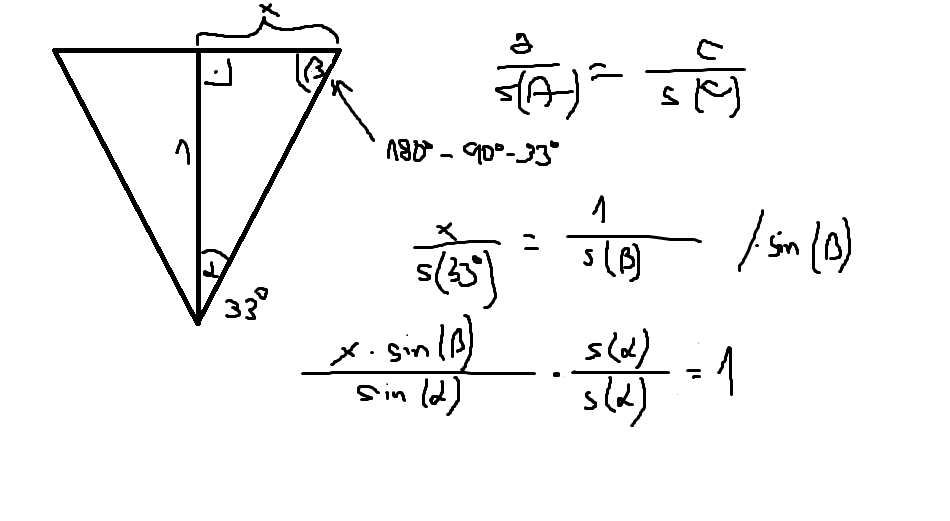 x
a/s(A) = c/s(C)
β
1
180° - 90° - 33°
x/s(33°) = 1/s(β) /· sin(β)
α
33°
x · sin(β)/sin(α) · s(α)/s(α) = 1